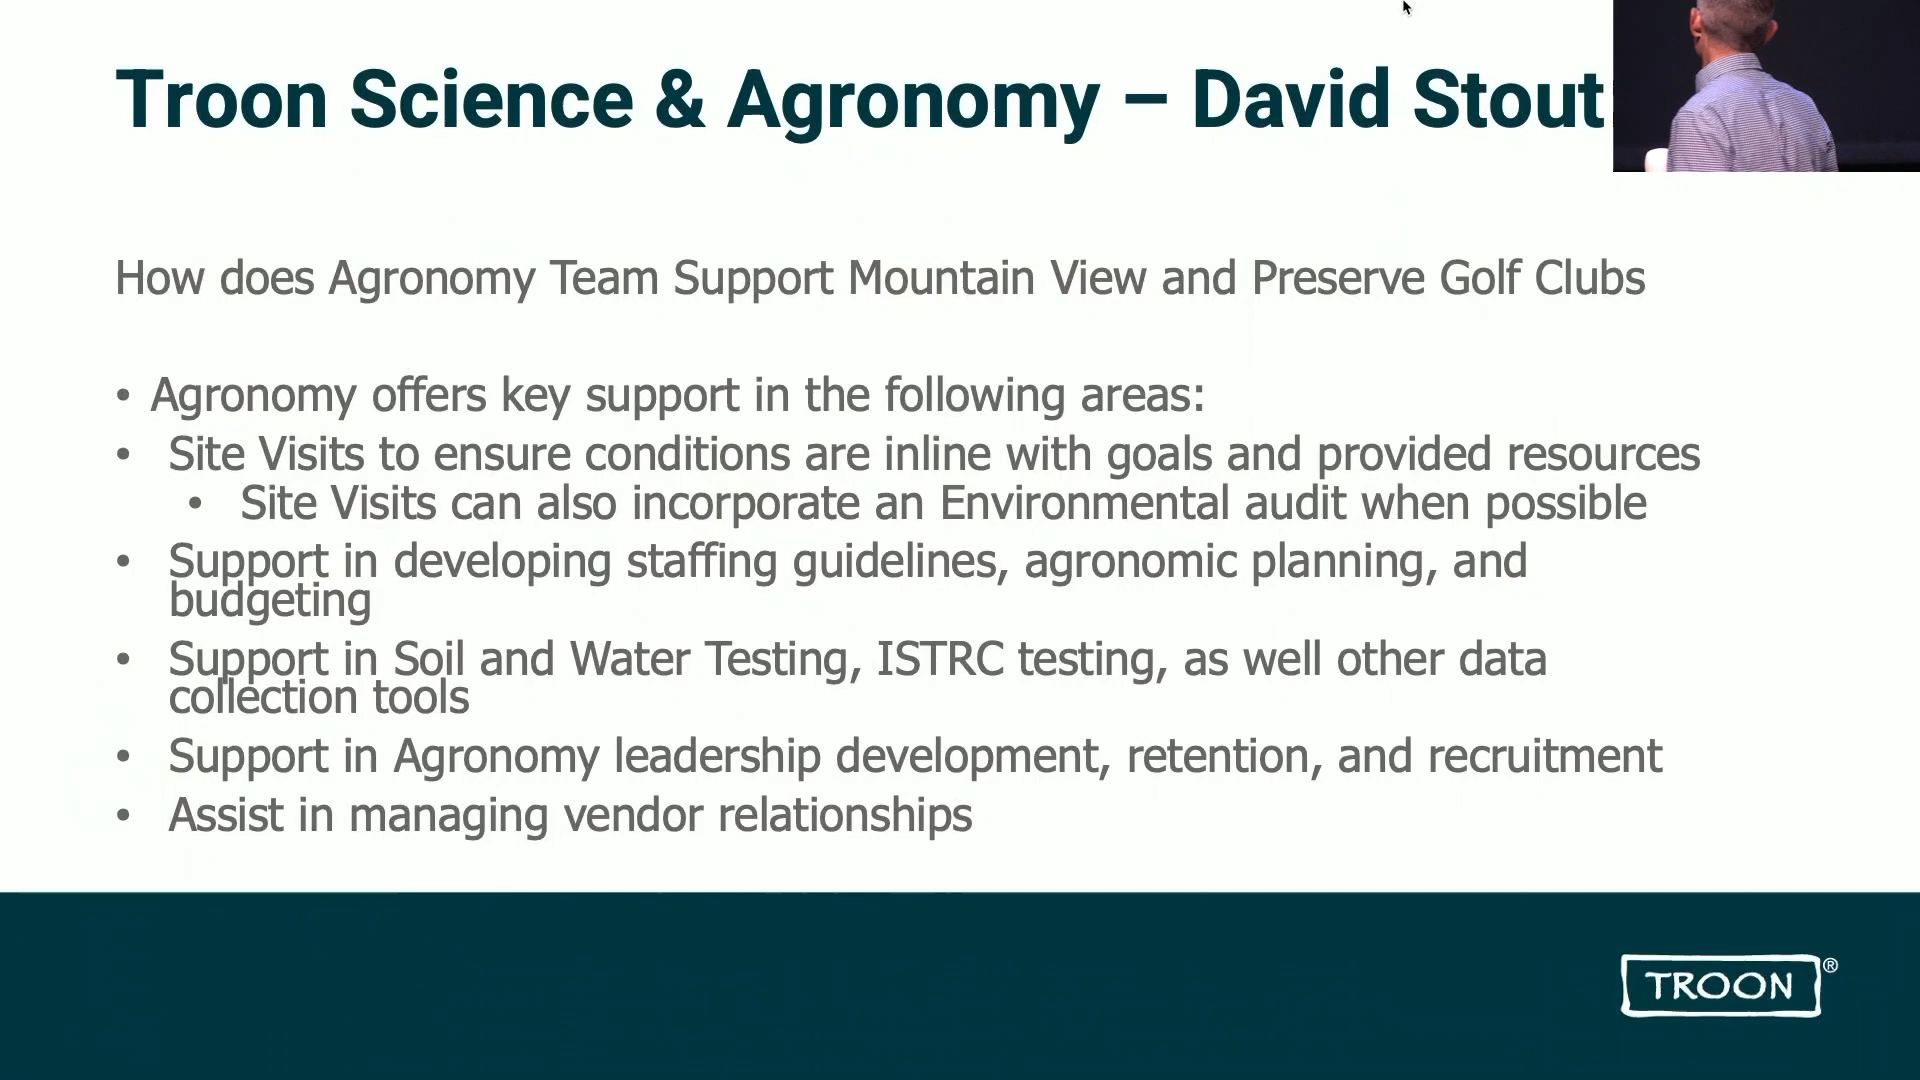 Troon Science & Agronomy – David Stout
How does Agronomy Team Support Mountain View and Preserve Golf Clubs
• Agronomy offers key support in the following areas:
• Site Visits to ensure conditions are inline with goals and provided resources
• Site Visits can also incorporate an Environmental audit when possible
• Support in developing staffing guidelines, agronomic planning, and
budgeting
• Support in Soil and Water Testing, ISTRC testing, as well other data
collection tools
• Support in Agronomy leadership development, retention, and recruitment
• Assist in managing vendor relationships
TROON®